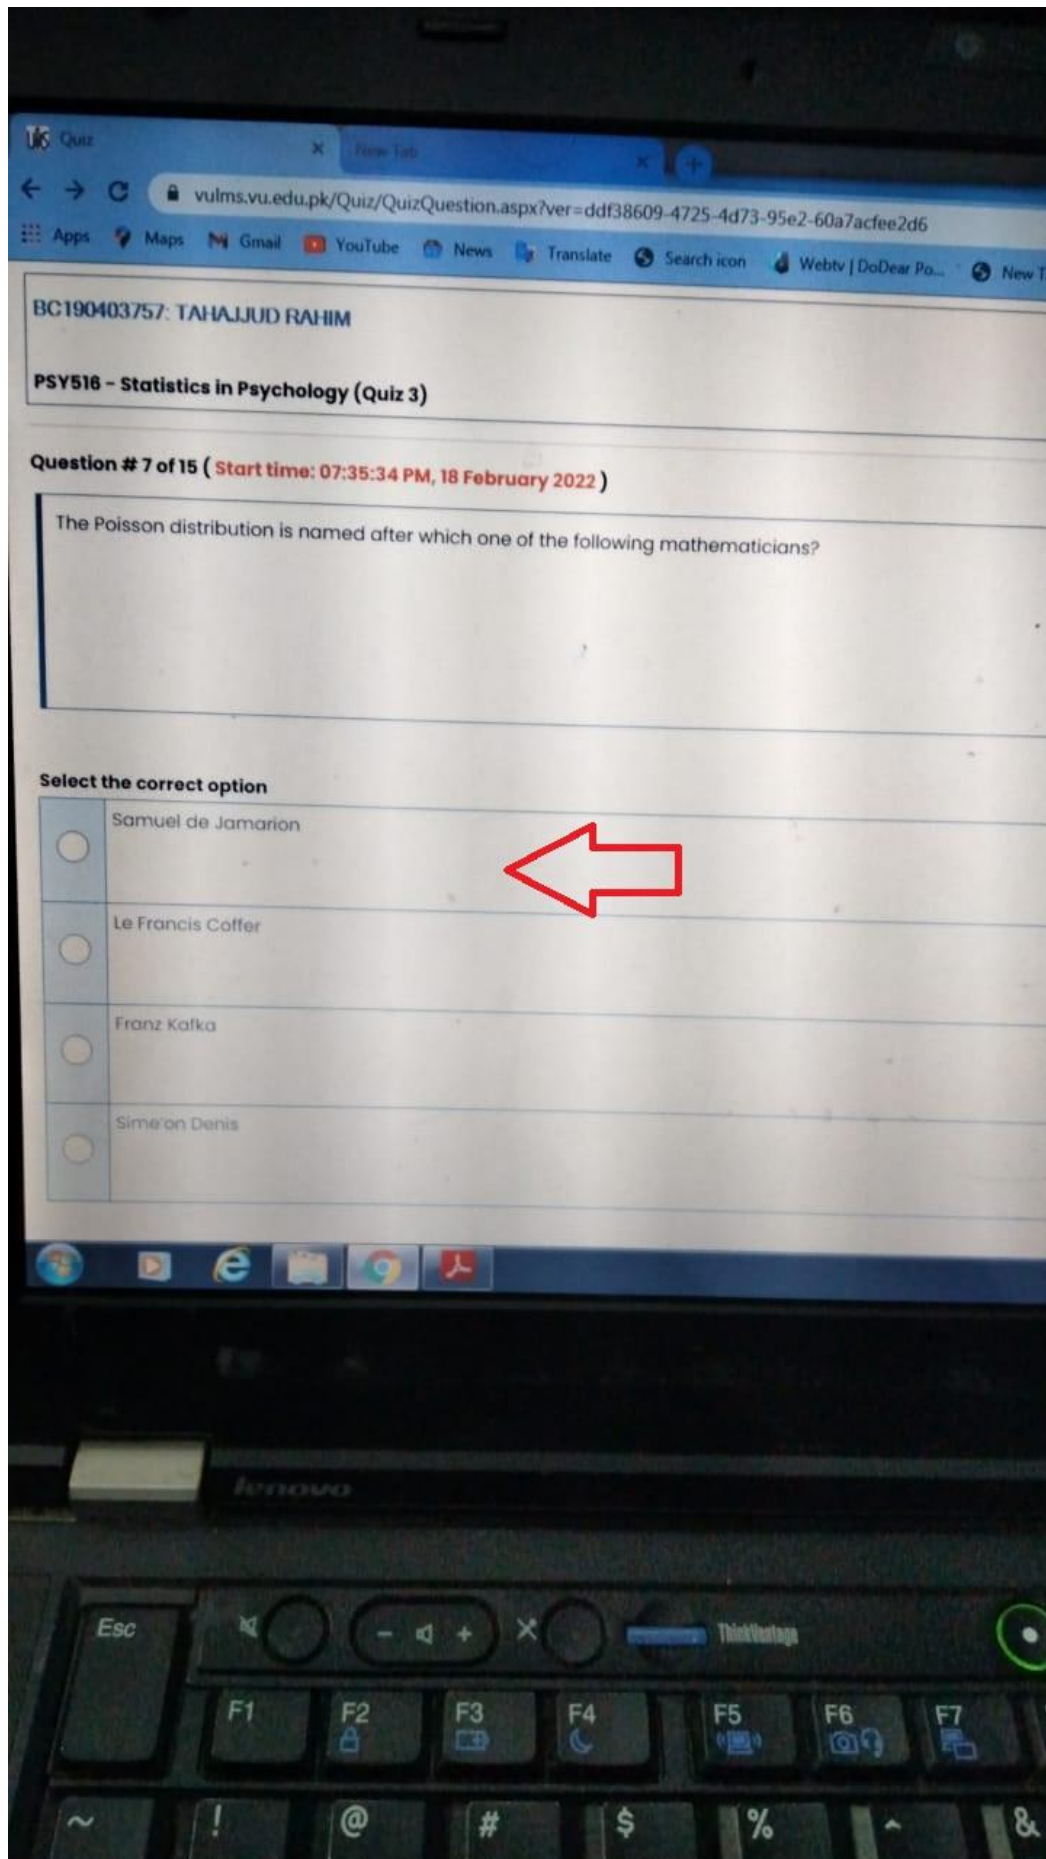 Quiz
New Tab
vulms.vu.edu.pk/Quiz/QuizQuestion.aspx?ver=ddf38609-4725-4d73-95e2-60a7acfee2d6
Apps Maps Gmail YouTube News Translate Search icon Webtv | DoDear Po... New T
BC190403757: TAHAJJUD RAHIM
PSY516 - Statistics in Psychology (Quiz 3)
Question # 7 of 15 ( Start time: 07:35:34 PM, 18 February 2022 )
The Poisson distribution is named after which one of the following mathematicians?
Select the correct option
Samuel de Jamarion
Le Francis Coffer
Franz Kafka
Sime'on Denis
lenovo
Esc - + ThinkVantage
F1 F2 F3 F4 F5 F6 F7
~ ! @ # $ % ^ &